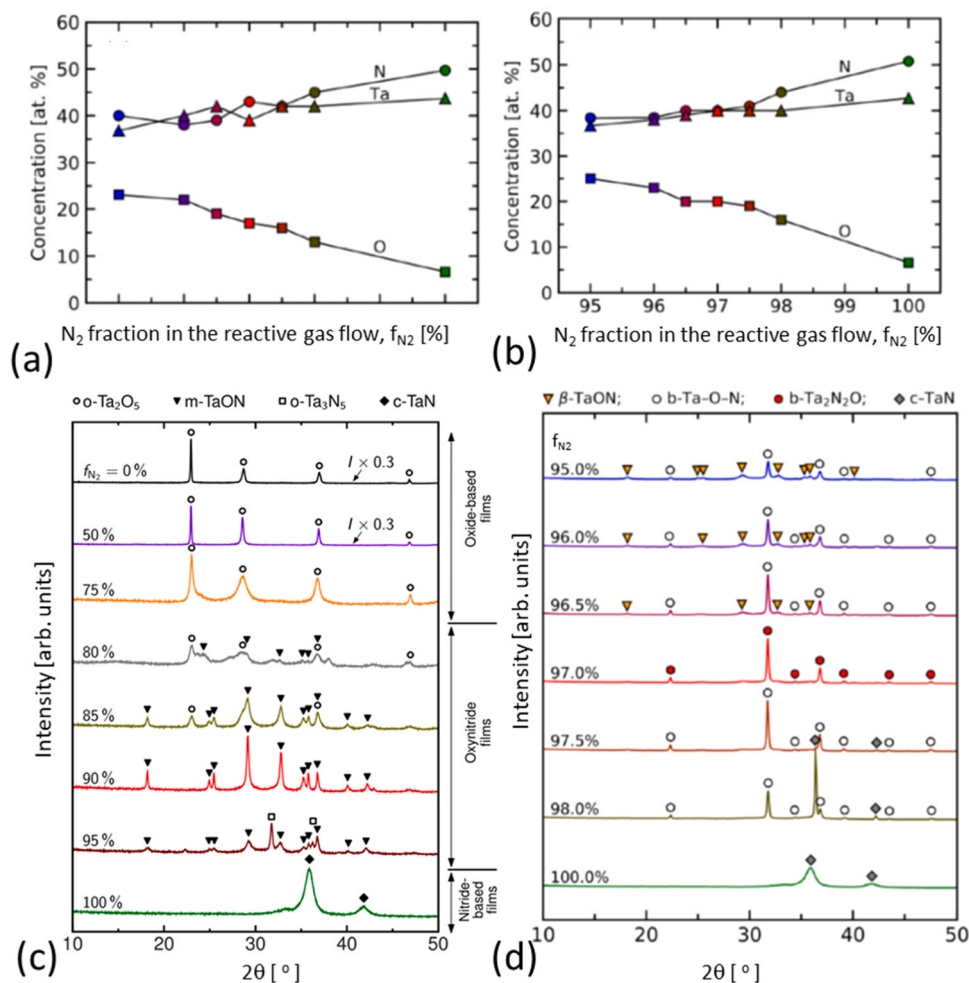 60
50
40
30
20
10
0
Concentration [at. %]
N
Ta
O
N2 fraction in the reactive gas flow, fN2 [%]
(a)
60
50
40
30
20
10
0
Concentration [at. %]
N
Ta
O
95 96 97 98 99 100
N2 fraction in the reactive gas flow, fN2 [%]
(b)
o-Ta2O5 m-TaON o-Ta3N5 c-TaN
fN2 = 0 %
I × 0.3
50 %
I × 0.3
75 %
80 %
85 %
90 %
95 %
100 %
Oxide-based
films
Oxynitride
films
Nitride-
based films
Intensity [arb. units]
10 20 30 40 50
2θ [ ° ]
(c)
β-TaON; b-Ta–O–N; b-Ta2N2O; c-TaN
fN2
95.0%
96.0%
96.5%
97.0%
97.5%
98.0%
100.0%
Intensity [arb. units]
10 20 30 40 50
2θ [ ° ]
(d)